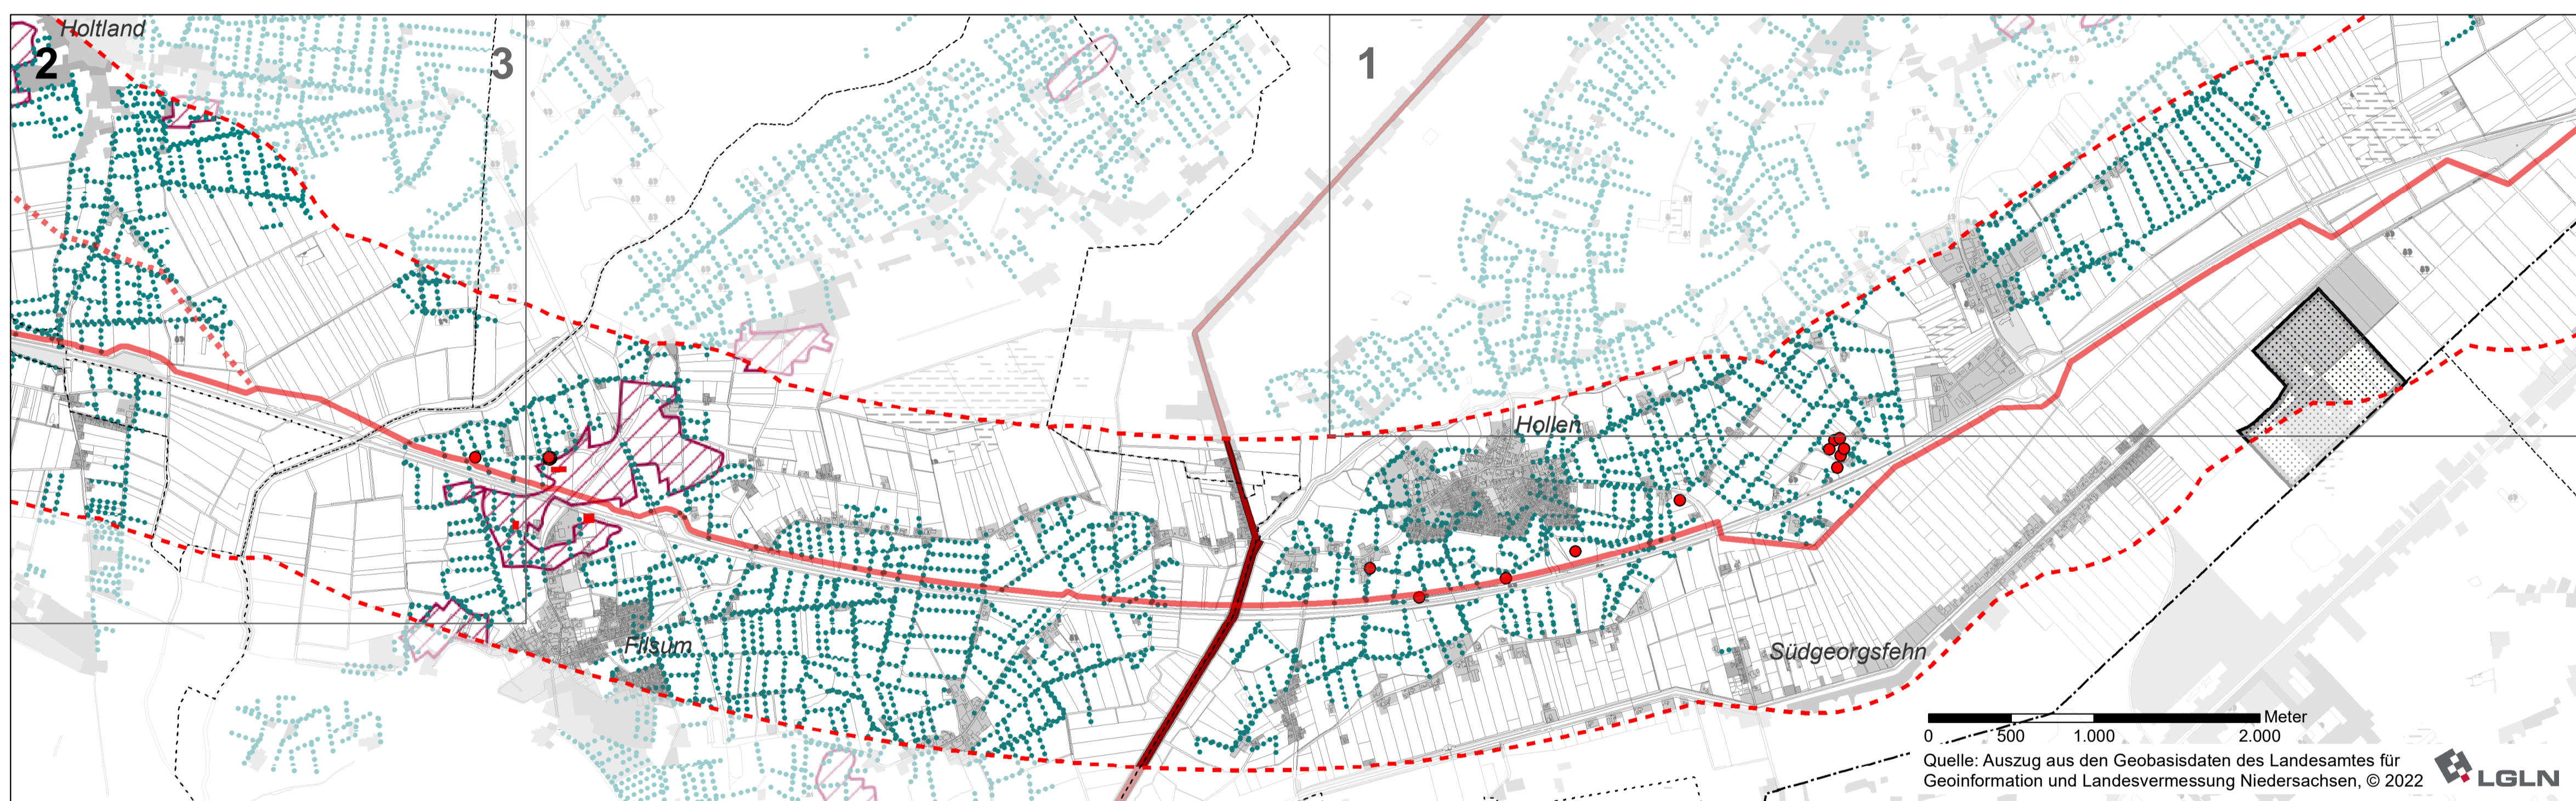 Holtland
2
3
1
Hollen
Filsum
Südgeorgsfehn
Meter
0 500 1.000 2.000
Quelle: Auszug aus den Geobasisdaten des Landesamtes für
Geoinformation und Landesvermessung Niedersachsen, © 2022
LGLN